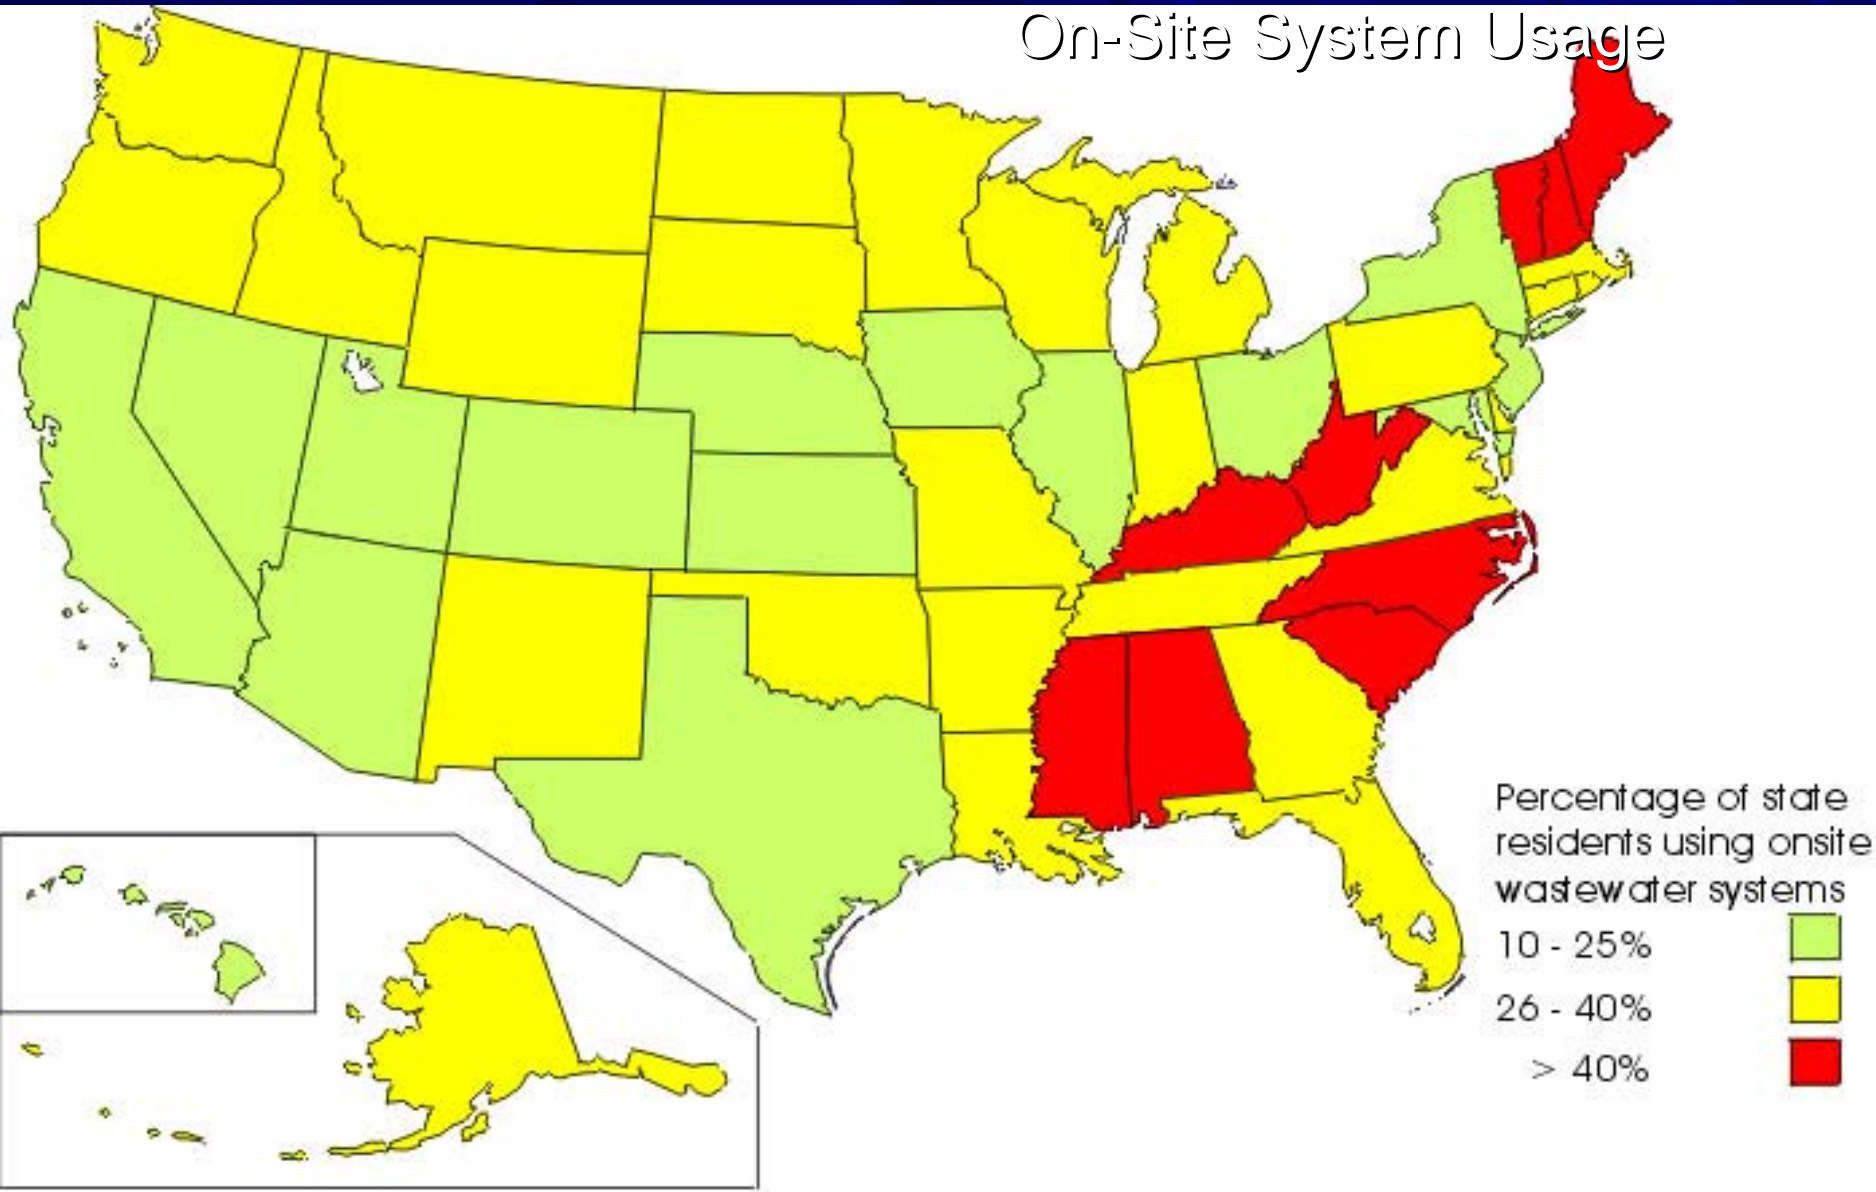 On-Site System Usage
Percentage of state
residents using onsite
wastewater systems
10 - 25%
26 - 40%
> 40%